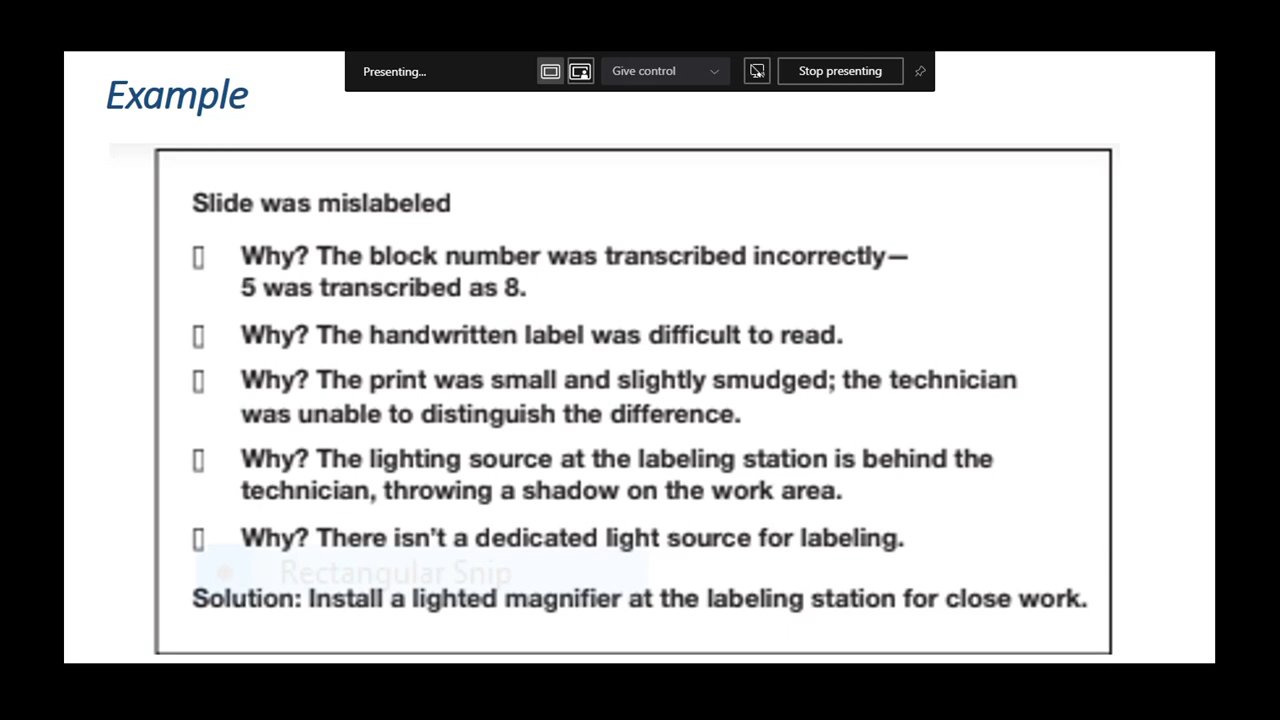 Presenting...
Give control
Stop presenting
Example
Slide was mislabeled
Why? The block number was transcribed incorrectly—
5 was transcribed as 8.
Why? The handwritten label was difficult to read.
Why? The print was small and slightly smudged; the technician
was unable to distinguish the difference.
Why? The lighting source at the labeling station is behind the
technician, throwing a shadow on the work area.
Why? There isn't a dedicated light source for labeling.
Rectangular Snip
Solution: Install a lighted magnifier at the labeling station for close work.